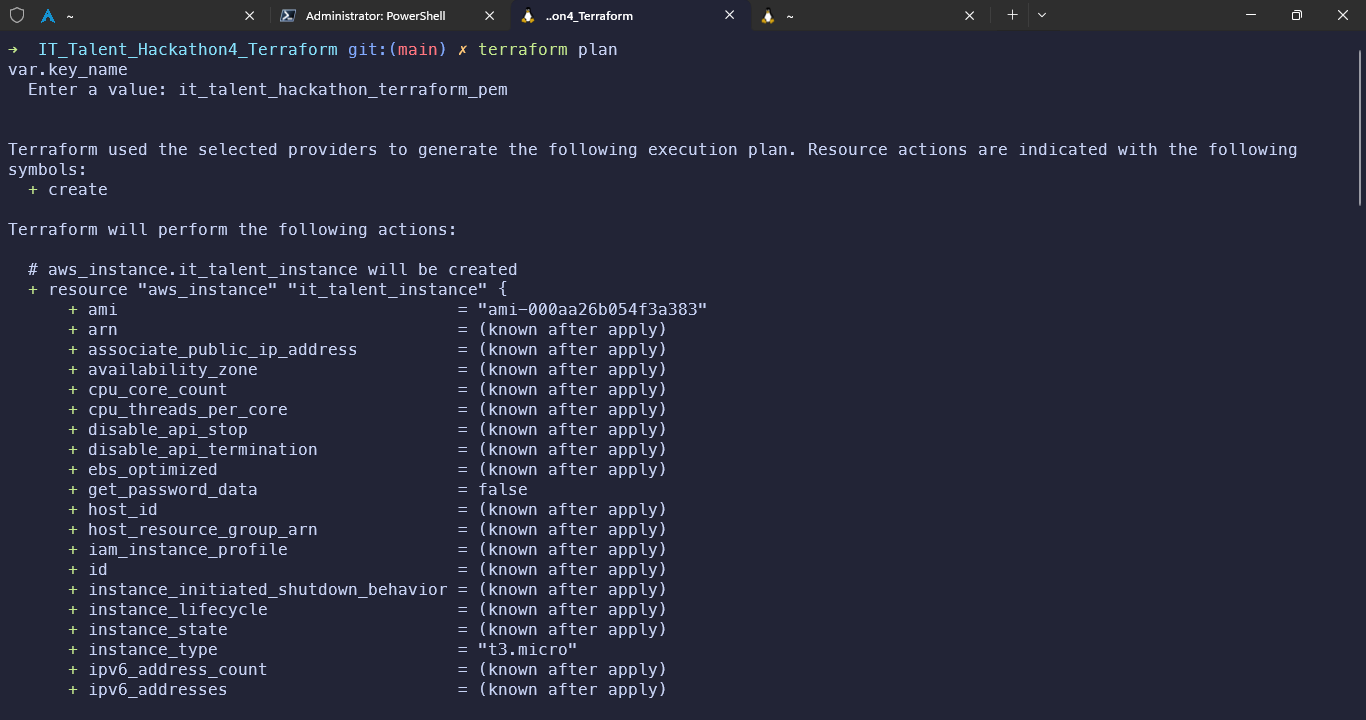 ~ Administrator: PowerShell ..on4_Terraform ~
→ IT_Talent_Hackathon4_Terraform git:(main) ✗ terraform plan
var.key_name
  Enter a value: it_talent_hackathon_terraform_pem
Terraform used the selected providers to generate the following execution plan. Resource actions are indicated with the following
symbols:
  + create
Terraform will perform the following actions:
  # aws_instance.it_talent_instance will be created
  + resource "aws_instance" "it_talent_instance" {
      + ami                                  = "ami-000aa26b054f3a383"
      + arn                                  = (known after apply)
      + associate_public_ip_address          = (known after apply)
      + availability_zone                    = (known after apply)
      + cpu_core_count                       = (known after apply)
      + cpu_threads_per_core                 = (known after apply)
      + disable_api_stop                     = (known after apply)
      + disable_api_termination              = (known after apply)
      + ebs_optimized                        = (known after apply)
      + get_password_data                    = false
      + host_id                              = (known after apply)
      + host_resource_group_arn              = (known after apply)
      + iam_instance_profile                 = (known after apply)
      + id                                   = (known after apply)
      + instance_initiated_shutdown_behavior = (known after apply)
      + instance_lifecycle                   = (known after apply)
      + instance_state                       = (known after apply)
      + instance_type                        = "t3.micro"
      + ipv6_address_count                   = (known after apply)
      + ipv6_addresses                       = (known after apply)